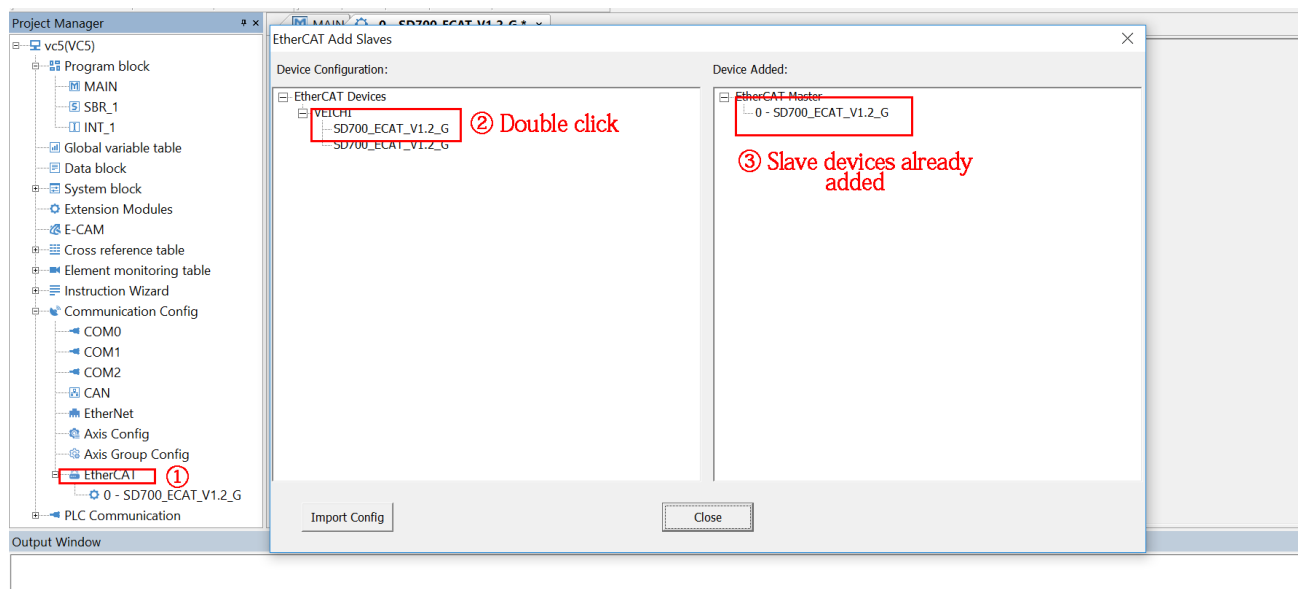 Project Manager
MAIN
0 - SD700_ECAT_V1.2_G *
vc5(VC5)
Program block
MAIN
SBR_1
INT_1
Global variable table
Data block
System block
Extension Modules
E-CAM
Cross reference table
Element monitoring table
Instruction Wizard
Communication Config
COM0
COM1
COM2
CAN
EtherNet
Axis Config
Axis Group Config
EtherCAT
①
0 - SD700_ECAT_V1.2_G
PLC Communication
Output Window
EtherCAT Add Slaves
Device Configuration:
EtherCAT Devices
VEICHI
SD700_ECAT_V1.2_G
SD700_ECAT_V1.2_G
② Double click
Device Added:
EtherCAT Master
0 - SD700_ECAT_V1.2_G
③ Slave devices already
added
Import Config
Close